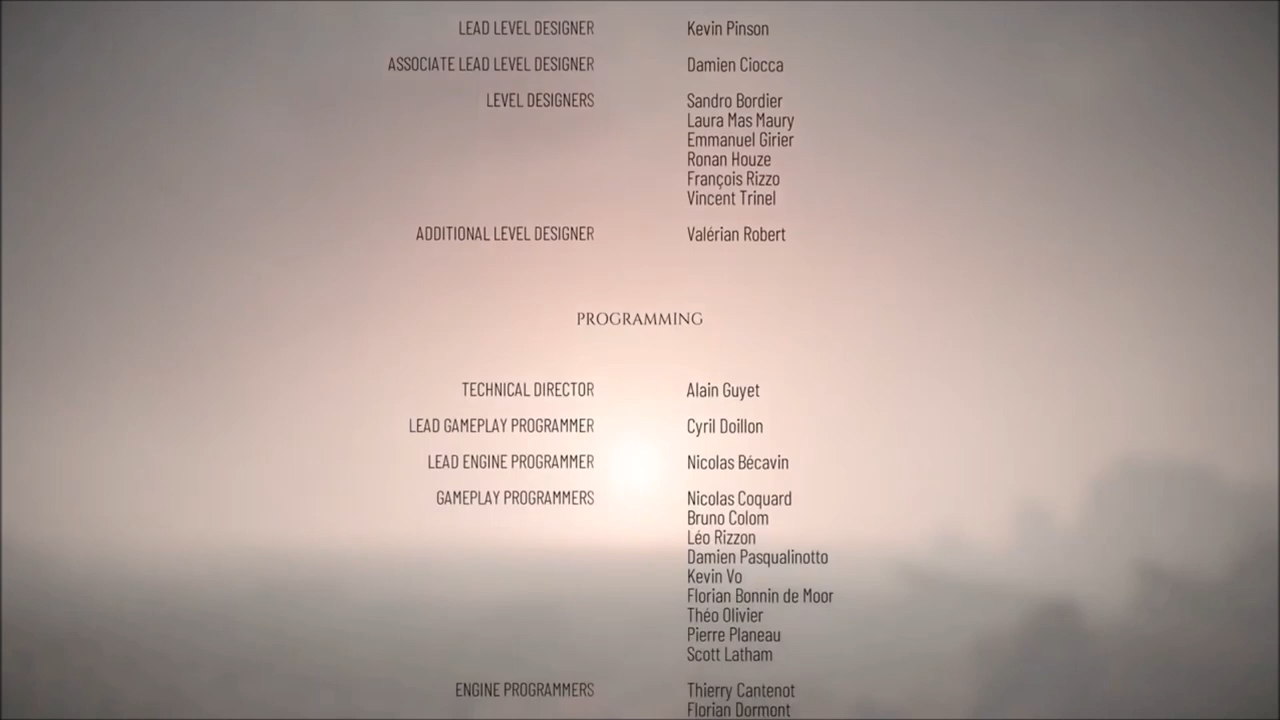 LEAD LEVEL DESIGNER Kevin Pinson
ASSOCIATE LEAD LEVEL DESIGNER Damien Ciocca
LEVEL DESIGNERS Sandro Bordier
Laura Mas Maury
Emmanuel Girier
Ronan Houze
François Rizzo
Vincent Trinel
ADDITIONAL LEVEL DESIGNER Valérian Robert
PROGRAMMING
TECHNICAL DIRECTOR Alain Guyet
LEAD GAMEPLAY PROGRAMMER Cyril Doillon
LEAD ENGINE PROGRAMMER Nicolas Bécavin
GAMEPLAY PROGRAMMERS Nicolas Coquard
Bruno Colom
Léo Rizzon
Damien Pasqualinotto
Kevin Vo
Florian Bonnin de Moor
Théo Olivier
Pierre Planeau
Scott Latham
ENGINE PROGRAMMERS Thierry Cantenot
Florian Dormont